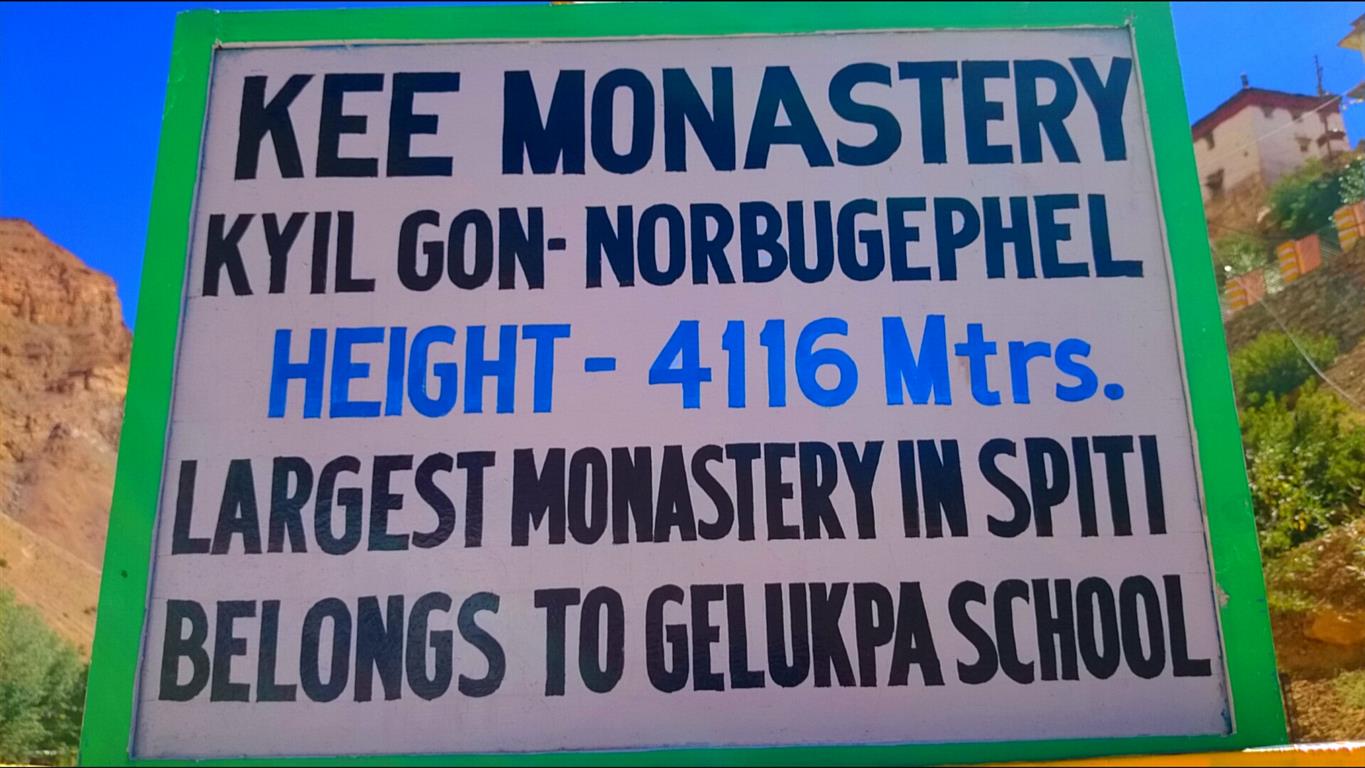 KEE MONASTERY
KYIL GON- NORBUGEPHEL
HEIGHT - 4116 Mtrs.
LARGEST MONASTERY IN SPITI
BELONGS TO GELUKPA SCHOOL